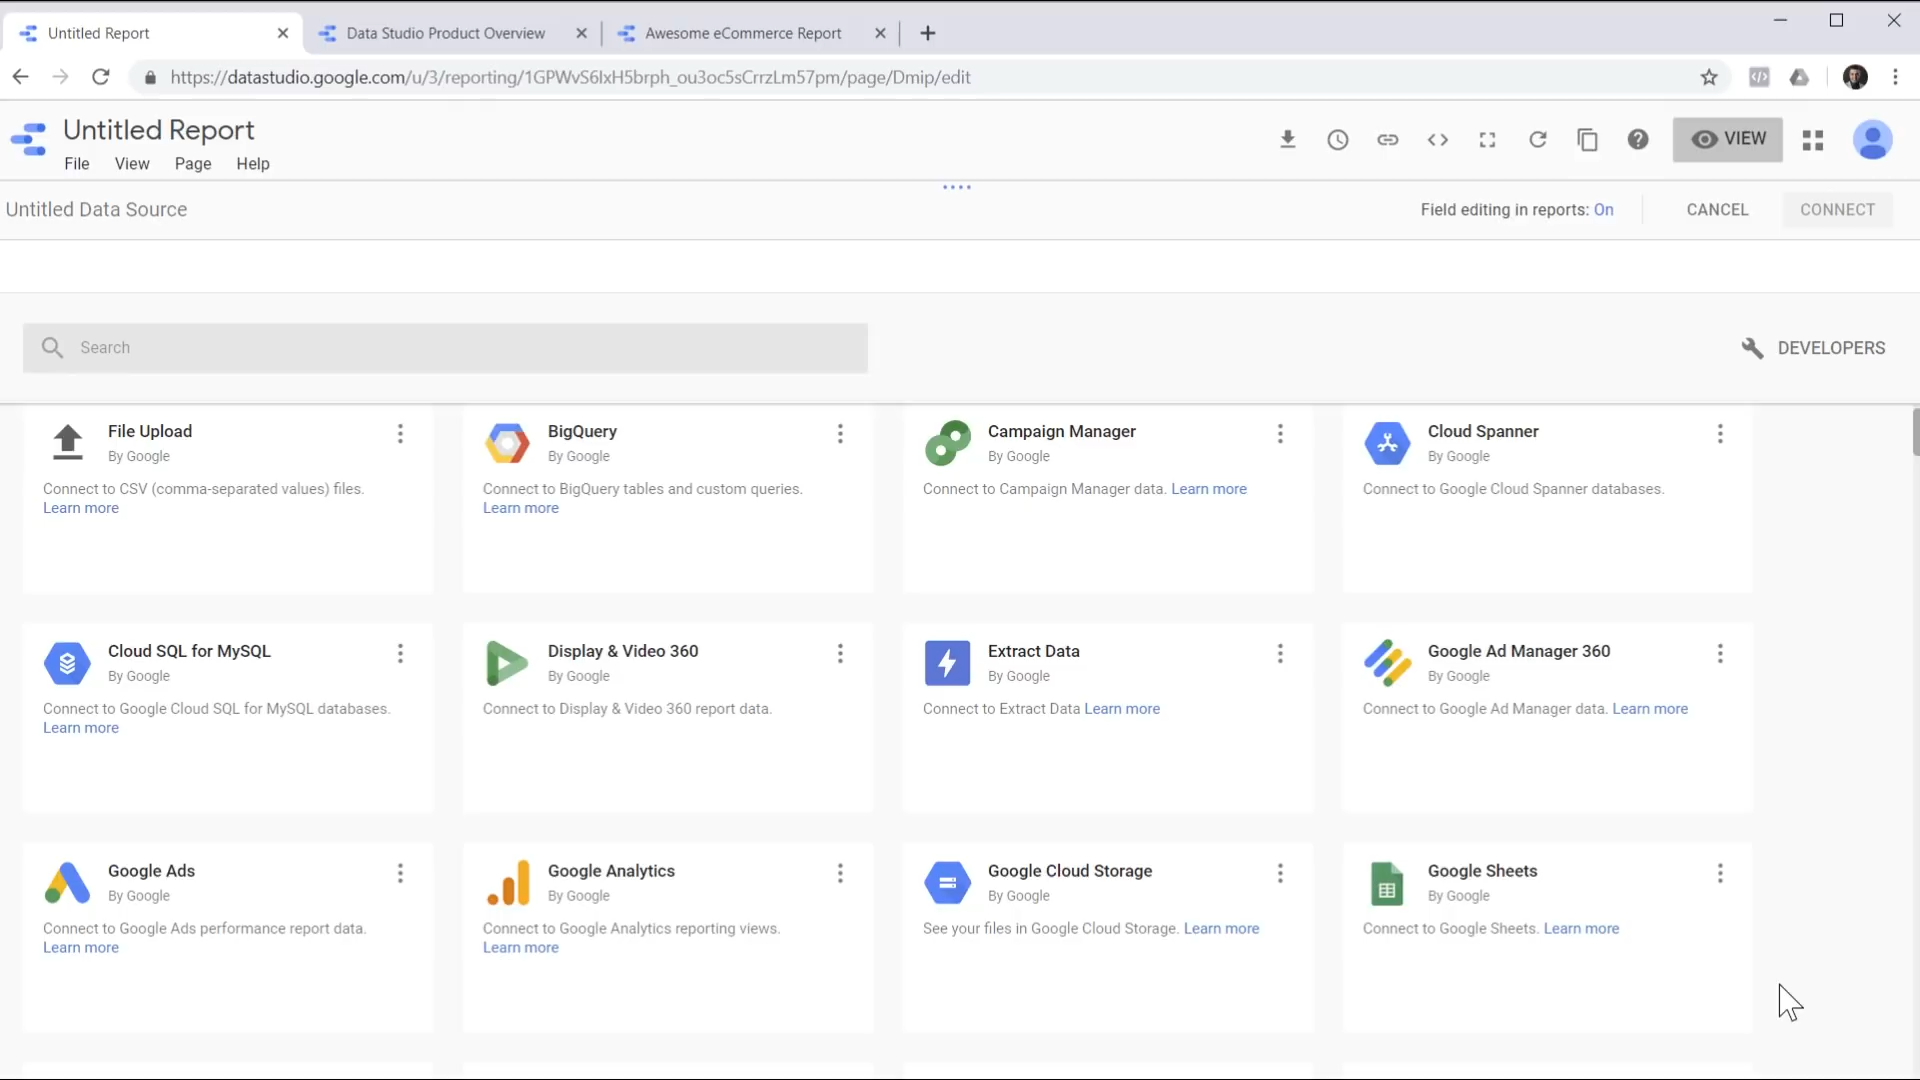 Untitled Report
Data Studio Product Overview
Awesome eCommerce Report
https://datastudio.google.com/u/3/reporting/1GPWvS6IxH5brph_ou3oc5sCrrzLm57pm/page/Dmip/edit
Untitled Report
File View Page Help
VIEW
Untitled Data Source
Field editing in reports: On
CANCEL
CONNECT
Search
DEVELOPERS
File Upload
By Google
Connect to CSV (comma-separated values) files.
Learn more
BigQuery
By Google
Connect to BigQuery tables and custom queries.
Learn more
Campaign Manager
By Google
Connect to Campaign Manager data. Learn more
Cloud Spanner
By Google
Connect to Google Cloud Spanner databases.
Cloud SQL for MySQL
By Google
Connect to Google Cloud SQL for MySQL databases.
Learn more
Display & Video 360
By Google
Connect to Display & Video 360 report data.
Extract Data
By Google
Connect to Extract Data Learn more
Google Ad Manager 360
By Google
Connect to Google Ad Manager data. Learn more
Google Ads
By Google
Connect to Google Ads performance report data.
Learn more
Google Analytics
By Google
Connect to Google Analytics reporting views.
Learn more
Google Cloud Storage
By Google
See your files in Google Cloud Storage. Learn more
Google Sheets
By Google
Connect to Google Sheets. Learn more